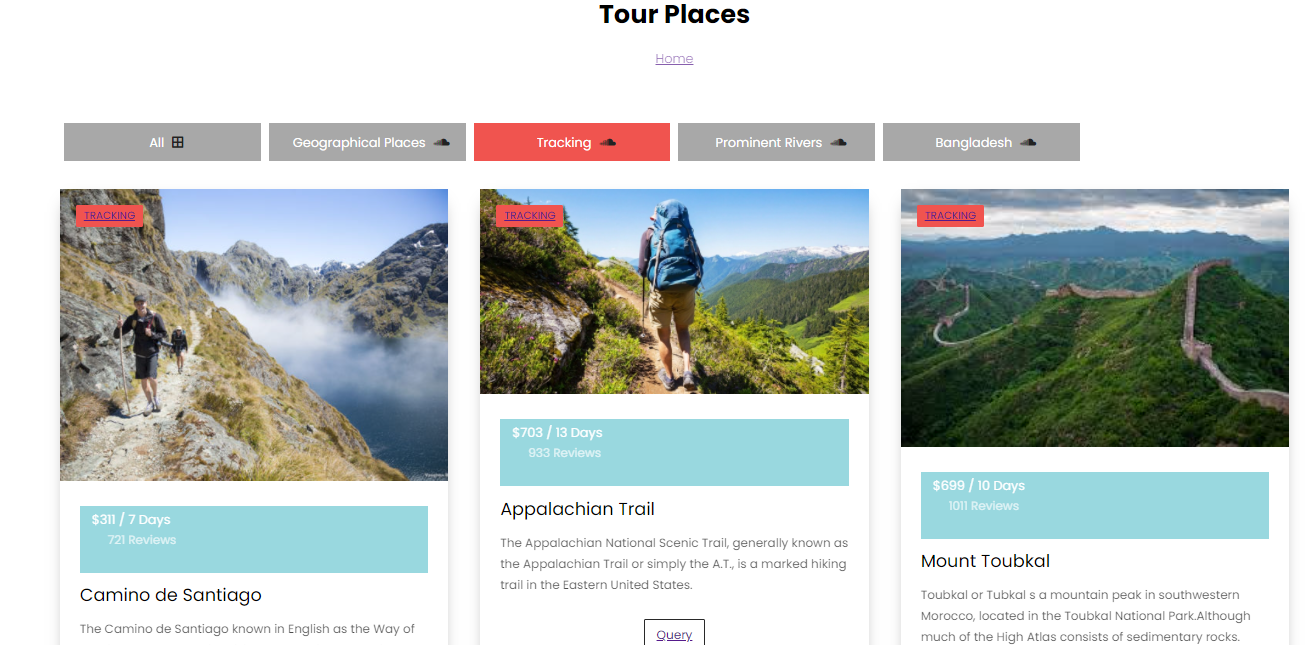 Tour Places
Home
All
Geographical Places
Tracking
Prominent Rivers
Bangladesh
TRACKING
TRACKING
TRACKING
$311 / 7 Days
721 Reviews
Camino de Santiago
The Camino de Santiago known in English as the Way of
$703 / 13 Days
933 Reviews
Appalachian Trail
The Appalachian National Scenic Trail, generally known as
the Appalachian Trail or simply the A.T., is a marked hiking
trail in the Eastern United States.
Query
$699 / 10 Days
1011 Reviews
Mount Toubkal
Toubkal or Tubkal s a mountain peak in southwestern
Morocco, located in the Toubkal National Park.Although
much of the High Atlas consists of sedimentary rocks.